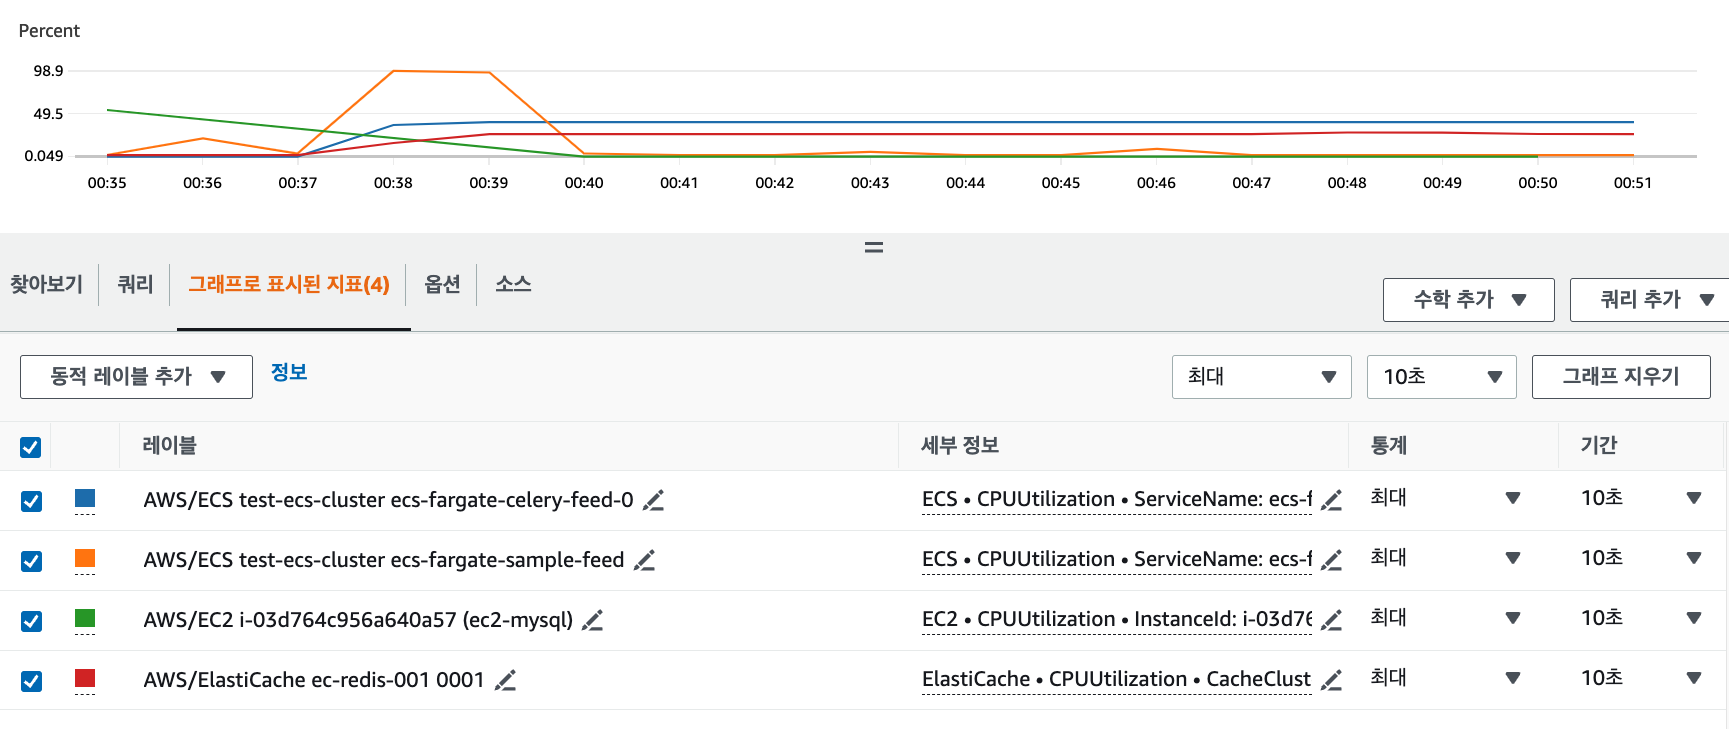 Percent
98.9
49.5
0.049
00:35 00:36 00:37 00:38 00:39 00:40 00:41 00:42 00:43 00:44 00:45 00:46 00:47 00:48 00:49 00:50 00:51
찾아보기 쿼리 그래프로 표시된 지표(4) 옵션 소스
수학 추가 쿼리 추가
동적 레이블 추가 정보 최대 10초 그래프 지우기
레이블 세부 정보 통계 기간
AWS/ECS test-ecs-cluster ecs-fargate-celery-feed-0 ECS • CPUUtilization • ServiceName: ecs-f 최대 10초
AWS/ECS test-ecs-cluster ecs-fargate-sample-feed ECS • CPUUtilization • ServiceName: ecs-f 최대 10초
AWS/EC2 i-03d764c956a640a57 (ec2-mysql) EC2 • CPUUtilization • InstanceId: i-03d76 최대 10초
AWS/ElastiCache ec-redis-001 0001 ElastiCache • CPUUtilization • CacheClust 최대 10초